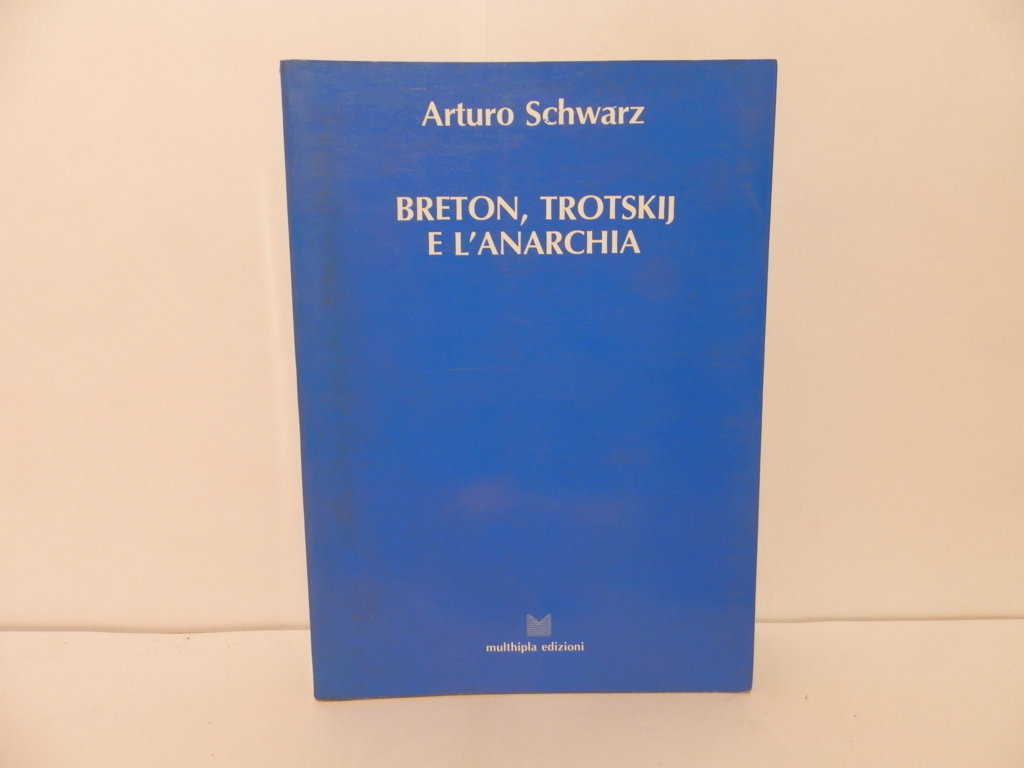 Arturo Schwarz
BRETON, TROTSKIJ
E L'ANARCHIA
multhipla edizioni